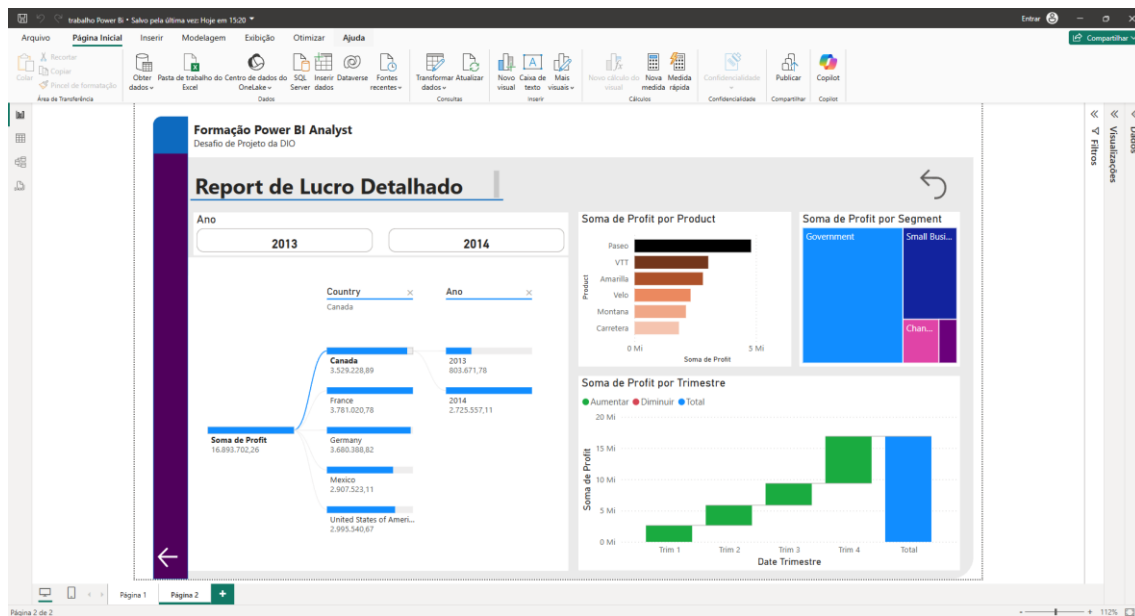 trabalho Power Bi • Salvo pela última vez: Hoje em 15:20
Entrar
Arquivo Página Inicial Inserir Modelagem Exibição Otimizar Ajuda
Compartilhar
Colar
Recortar
Copiar
Pincel de formatação
Área de Transferência
Obter dados
Pasta de trabalho do Excel
Centro de dados do OneLake
SQL Server
Inserir dados
Dataverse
Fontes recentes
Dados
Transformar dados
Atualizar
Consultas
Novo visual
Caixa de texto
Mais visuais
Inserir
Novo cálculo do visual
Nova medida
Medida rápida
Cálculos
Confidencialidade
Confidencialidade
Publicar
Compartilhar
Copilot
Copilot
Formação Power BI Analyst
Desafio de Projeto da DIO
Report de Lucro Detalhado
Ano
2013
2014
Country
Canada
Ano
Soma de Profit
16.893.702,26
Canada
3.529.228,89
France
3.781.020,78
Germany
3.680.388,82
Mexico
2.907.523,11
United States of Ameri...
2.995.540,67
2013
803.671,78
2014
2.725.557,11
Soma de Profit por Product
Product
Paseo
VTT
Amarilla
Velo
Montana
Carretera
0 Mi 5 Mi
Soma de Profit
Soma de Profit por Segment
Government
Small Busi...
Chan...
Soma de Profit por Trimestre
Aumentar Diminuir Total
Soma de Profit
20 Mi
15 Mi
10 Mi
5 Mi
0 Mi
Trim 1 Trim 2 Trim 3 Trim 4 Total
Date Trimestre
Filtros
Visualizações
Dados
Página 1
Página 2
Página 2 de 2
112%